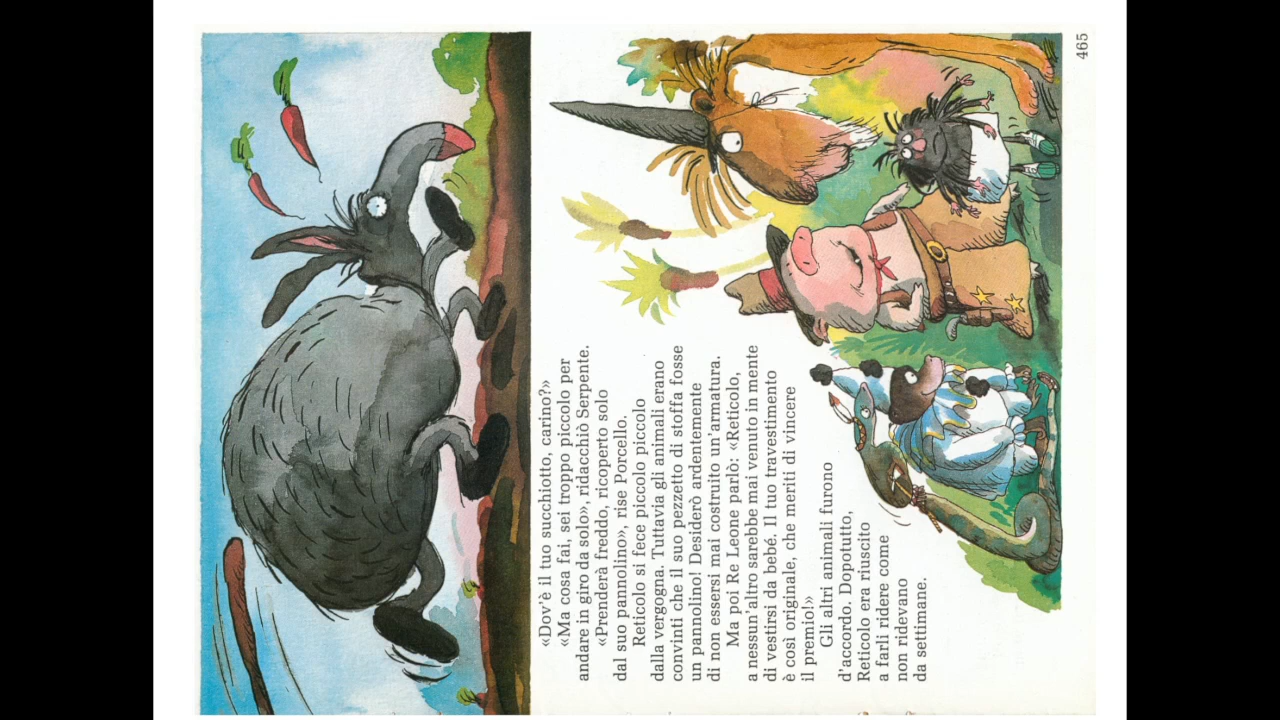 «Dov'è il tuo succhiotto, carino?»
«Ma cosa fai, sei troppo piccolo per
andare in giro da solo», ridacchiò Serpente.
«Prenderà freddo, ricoperto solo
dal suo pannolino», rise Porcello.
Reticolo si fece piccolo piccolo
dalla vergogna. Tuttavia gli animali erano
convinti che il suo pezzetto di stoffa fosse
un pannolino! Desiderò ardentemente
di non essersi mai costruito un'armatura.
Ma poi Re Leone parlò: «Reticolo,
a nessun'altro sarebbe mai venuto in mente
di vestirsi da bebé. Il tuo travestimento
è così originale, che meriti di vincere
il premio!»
Gli altri animali furono
d'accordo. Dopotutto,
Reticolo era riuscito
a farli ridere come
non ridevano
da settimane.
465